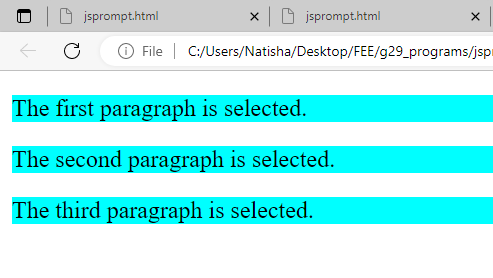 jsprompt.html jsprompt.html
File C:/Users/Natisha/Desktop/FEE/g29_programs/jsp
The first paragraph is selected.
The second paragraph is selected.
The third paragraph is selected.